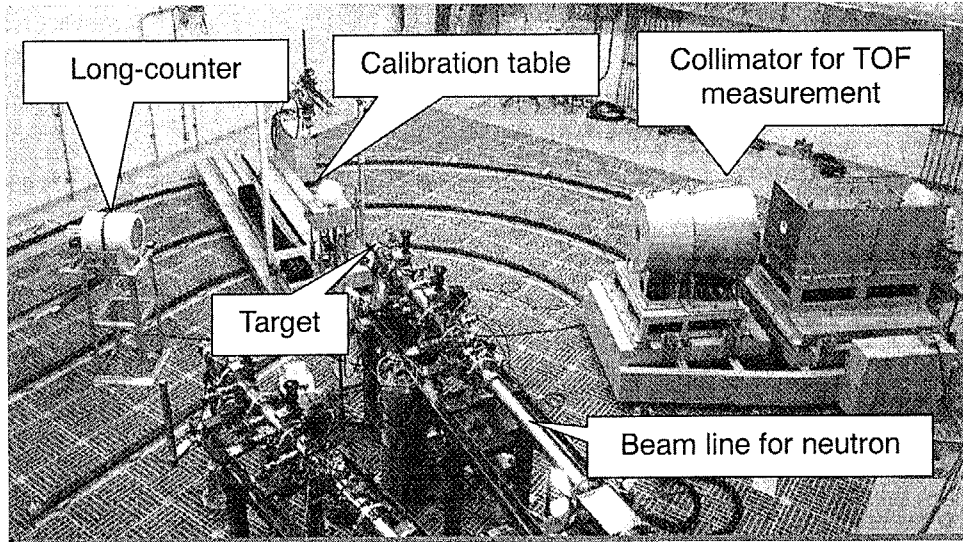 Long-counter
Calibration table
Collimator for TOF
measurement
Target
Beam line for neutron